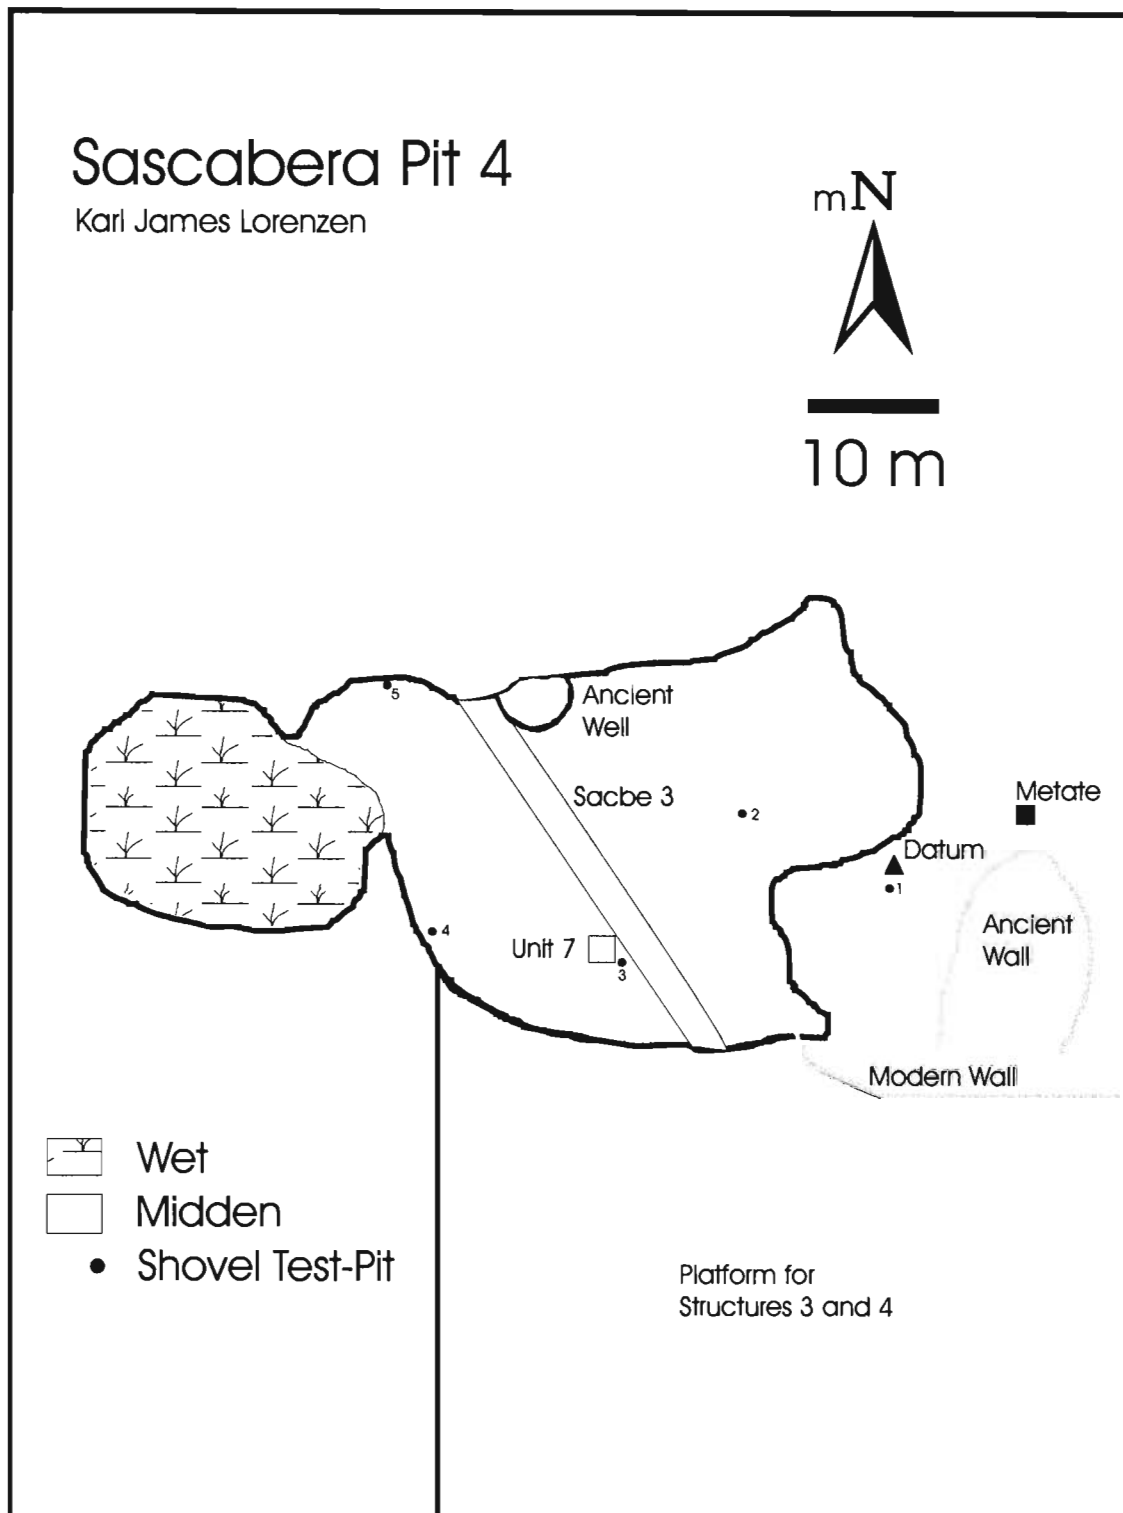 Sascabera Pit 4
Karl James Lorenzen
mN
10 m
5
Ancient
Well
Sacbe 3
2
Metate
Datum
1
Ancient
Wall
4
Unit 7
3
Modern Wall
Wet
Midden
Shovel Test-Pit
Platform for
Structures 3 and 4